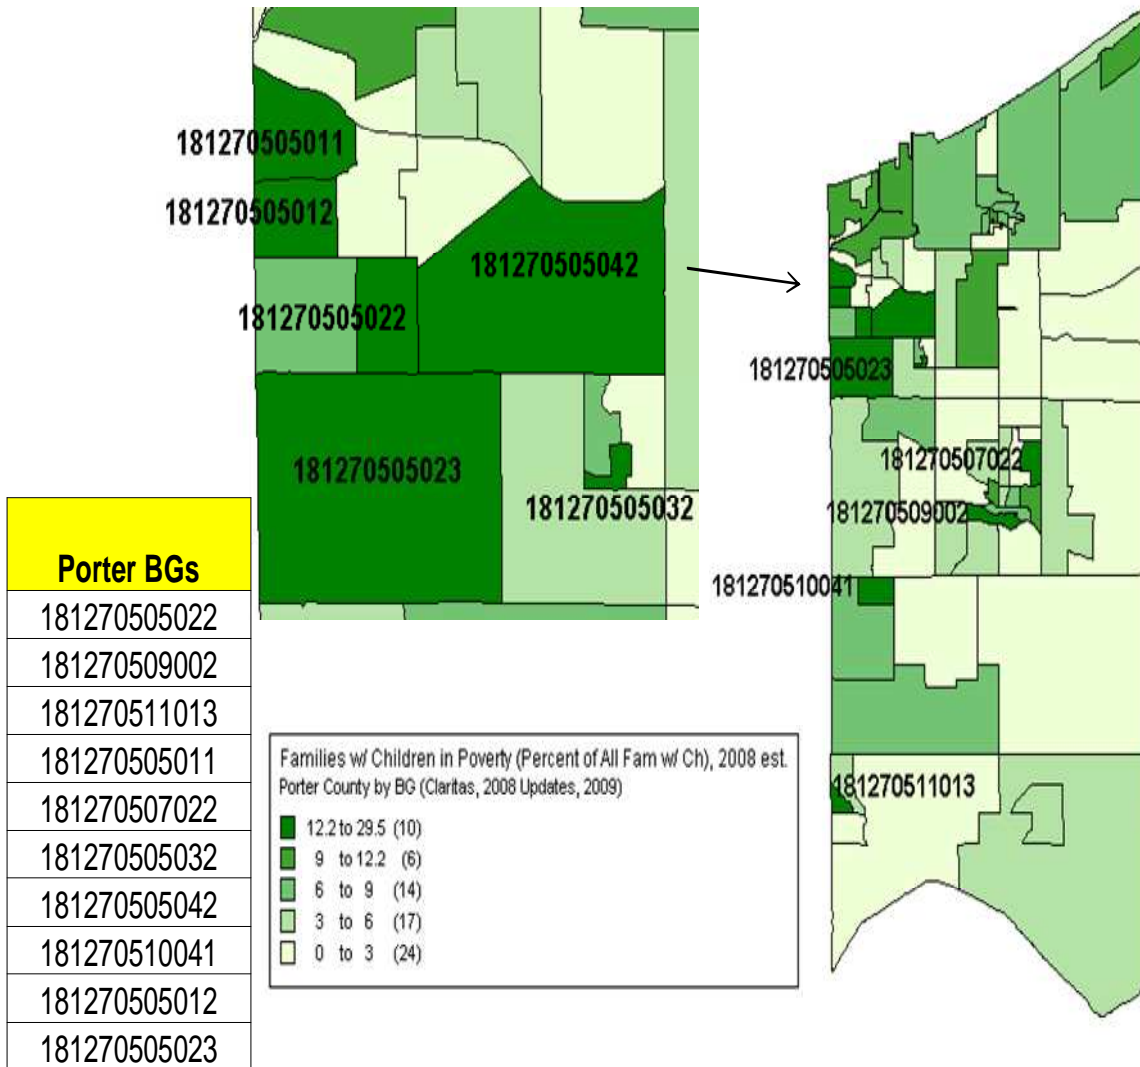 181270505011
181270505012
181270505042
181270505022
181270505023
181270505032
181270505023
181270507022
181270509002
181270510041
181270511013
Porter BGs
181270505022
181270509002
181270511013
181270505011
181270507022
181270505032
181270505042
181270510041
181270505012
181270505023
Families w/ Children in Poverty (Percent of All Fam w/ Ch), 2008 est.
Porter County by BG (Claritas, 2008 Updates, 2009)
12.2 to 29.5 (10)
9 to 12.2 (6)
6 to 9 (14)
3 to 6 (17)
0 to 3 (24)